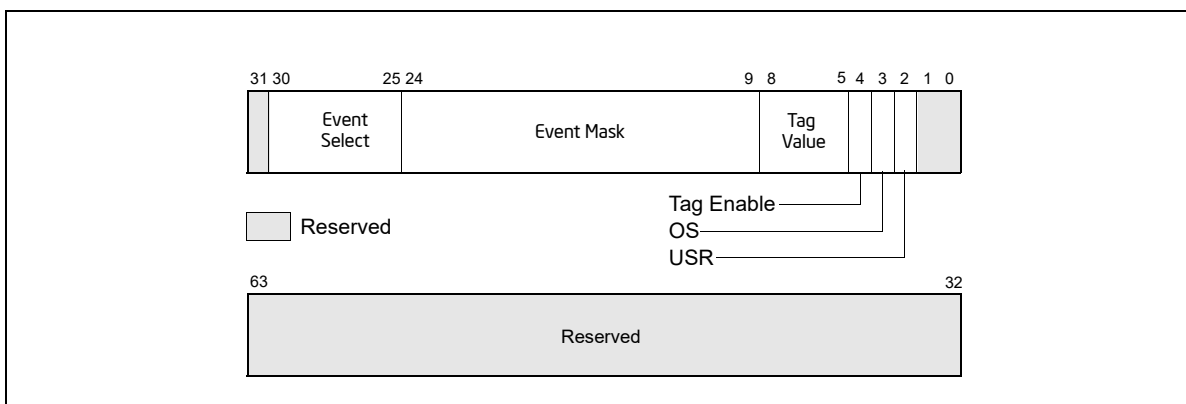 31 30 25 24 9 8 5 4 3 2 1 0
Event
Select
Event Mask
Tag
Value
Tag Enable
OS
USR
Reserved
63 32
Reserved